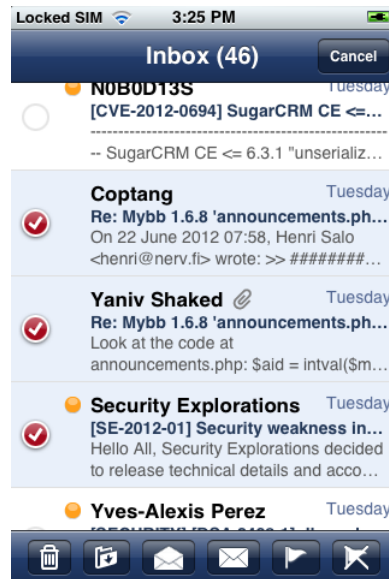 Locked SIM 3:25 PM
Inbox (46)
Cancel
N0B0D13S Tuesday
[CVE-2012-0694] SugarCRM CE <=...
--------------------------------------------------
-- SugarCRM CE <= 6.3.1 "unserializ...
Coptang Tuesday
Re: Mybb 1.6.8 'announcements.ph...
On 22 June 2012 07:58, Henri Salo
<henri@nerv.fi> wrote: >> ########...
Yaniv Shaked Tuesday
Re: Mybb 1.6.8 'announcements.ph...
Look at the code at
announcements.php: $aid = intval($m...
Security Explorations Tuesday
[SE-2012-01] Security weakness in...
Hello All, Security Explorations decided
to release technical details and acco...
Yves-Alexis Perez Tuesday